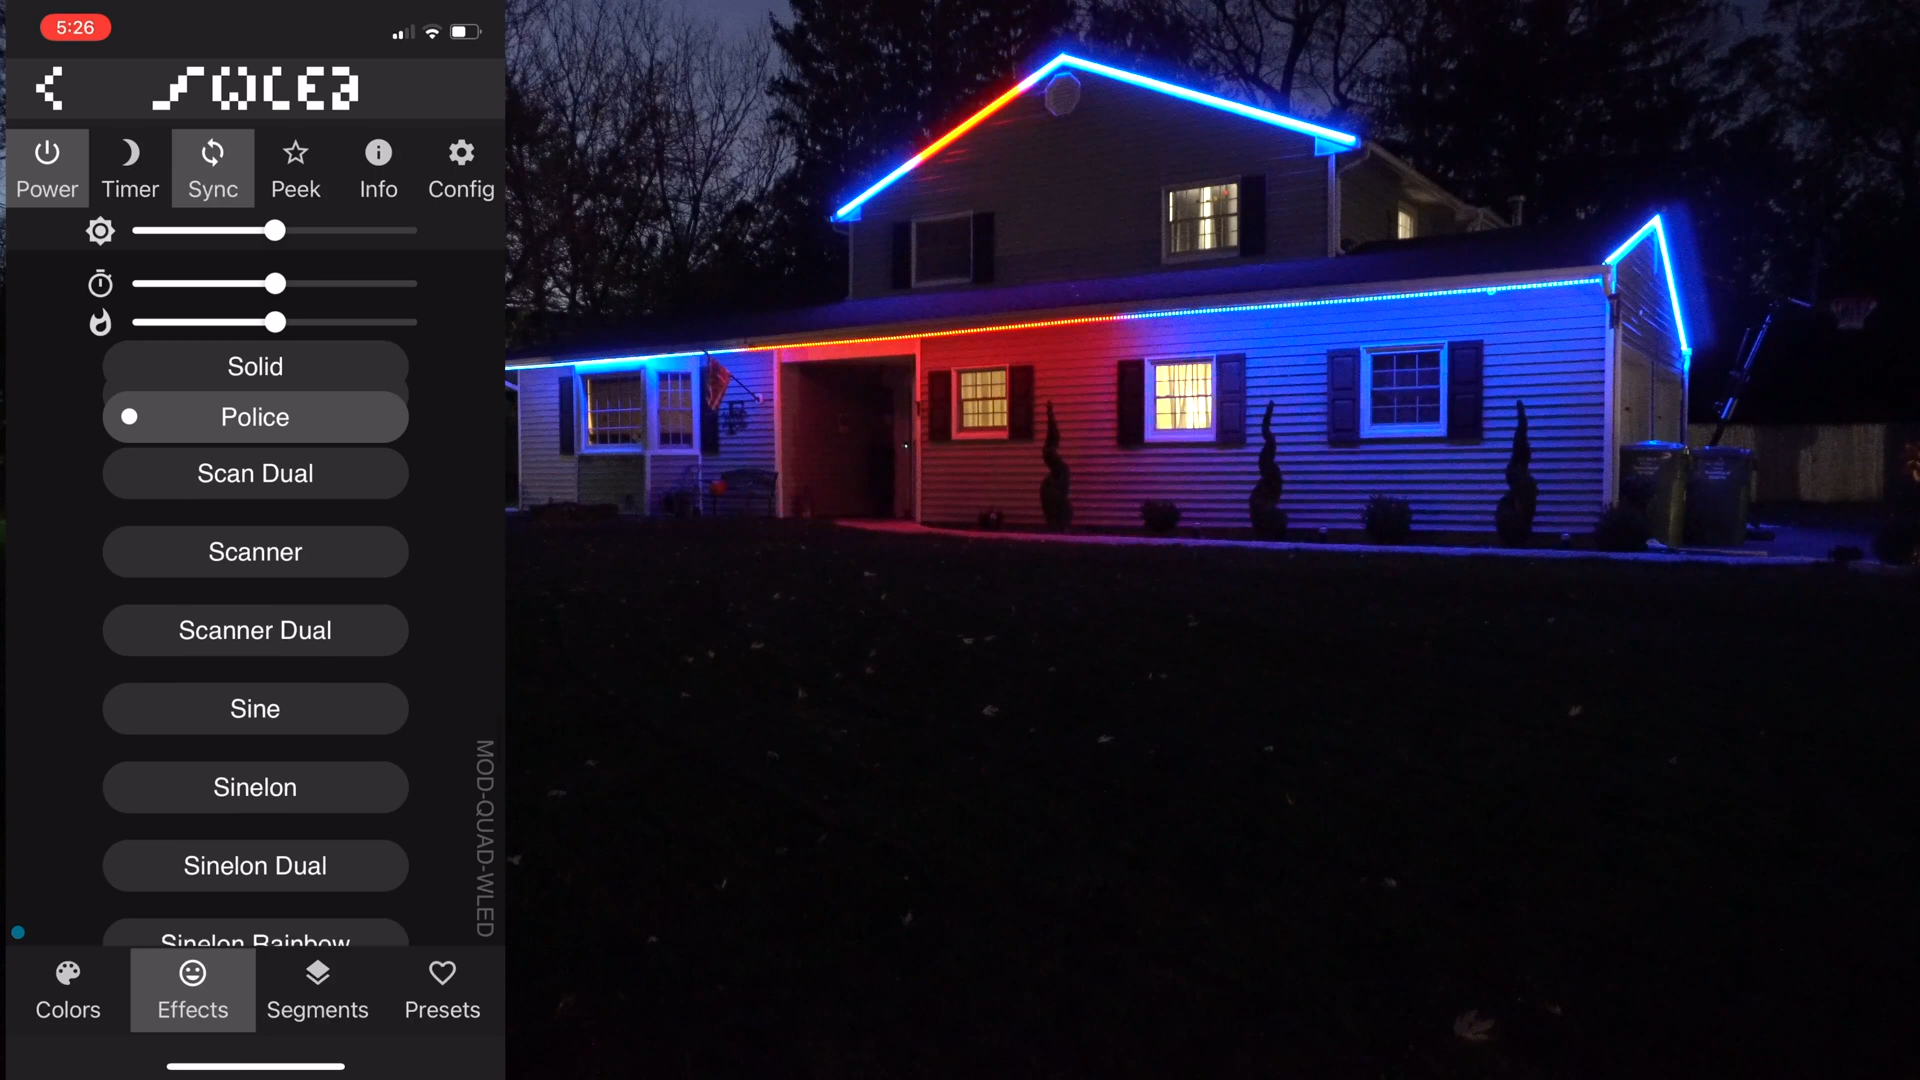 5:26
WLED
Power
Timer
Sync
Peek
Info
Config
Solid
Police
Scan Dual
Scanner
Scanner Dual
Sine
Sinelon
Sinelon Dual
Sinelon Rainbow
MOD-QUAD-WLED
Colors
Effects
Segments
Presets